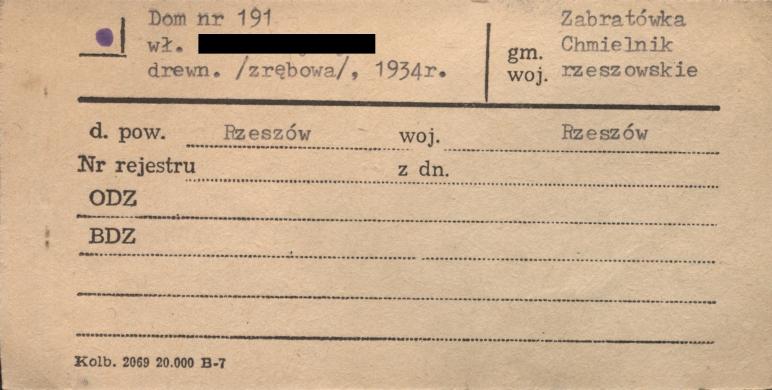 Dom nr 191
wł.
drewn. /zrębowa/, 1934r.
Zabratówka
gm. Chmielnik
woj. rzeszowskie
d. pow. Rzeszów woj. Rzeszów
Nr rejestru z dn.
ODZ
BDZ
Kolb. 2069 20.000 B-7